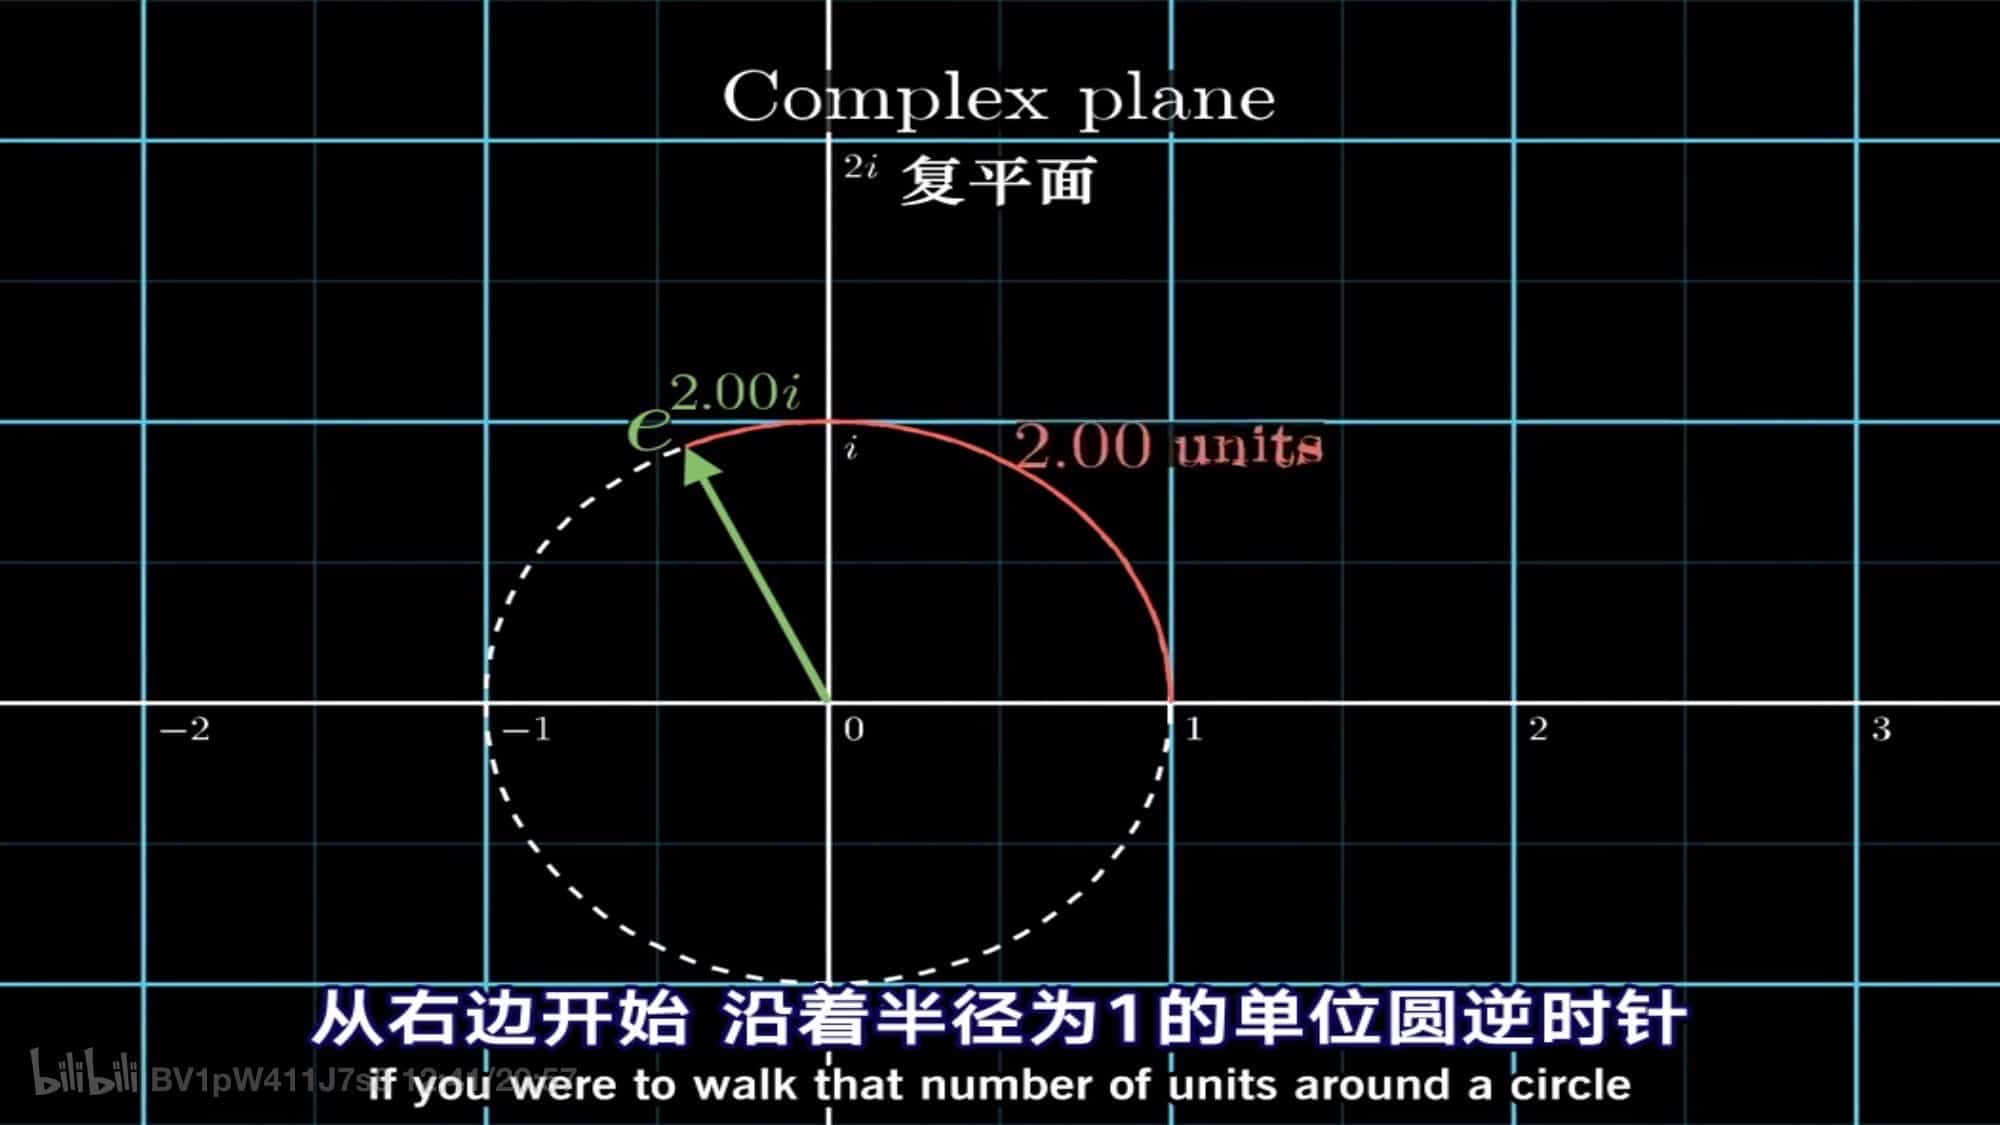 Complex plane
2i 复平面
e^{2.00i}
2.00 units
i
−2 −1 0 1 2 3
从右边开始 沿着半径为1的单位圆逆时针
if you were to walk that number of units around a circle
bilibili